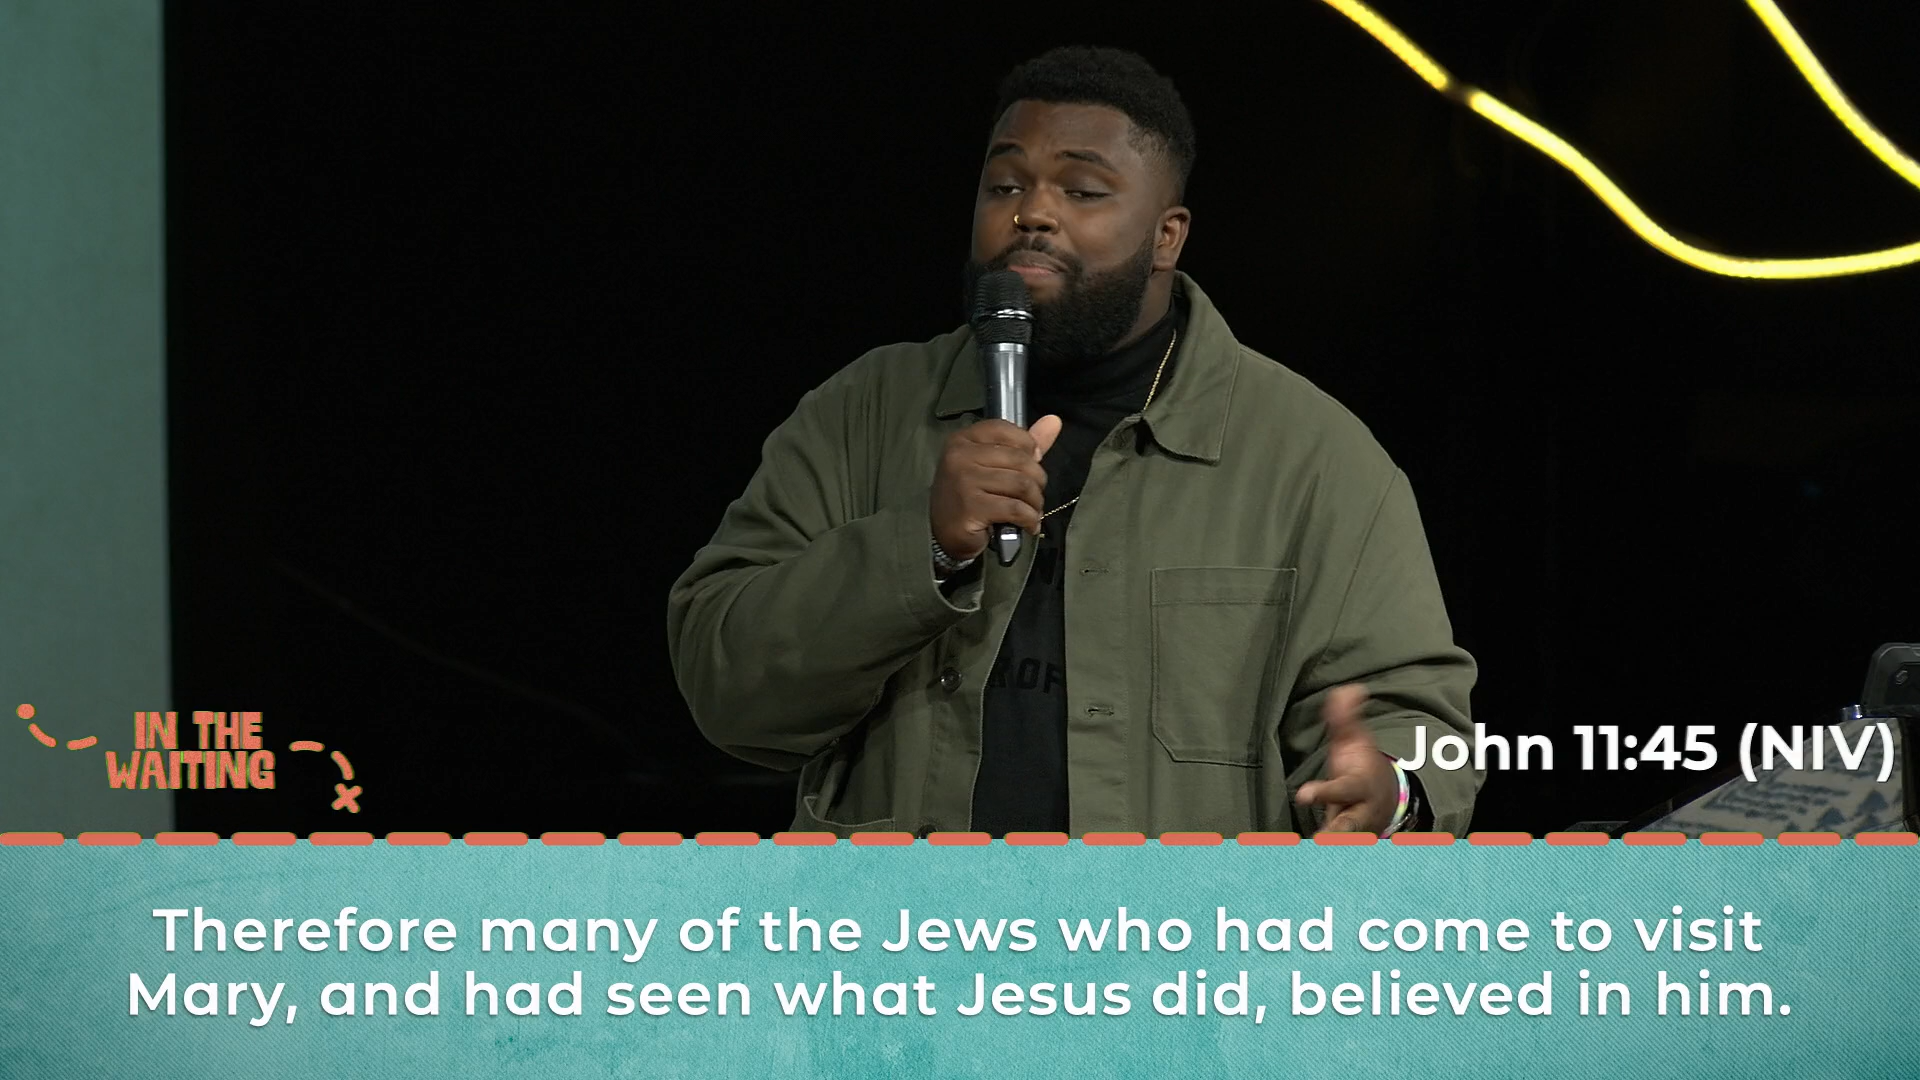 IN THE
WAITING
John 11:45 (NIV)
Therefore many of the Jews who had come to visit
Mary, and had seen what Jesus did, believed in him.